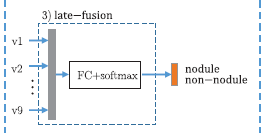 3) late−fusion
v1
v2
⋮
v9
FC+softmax
nodule
non−nodule